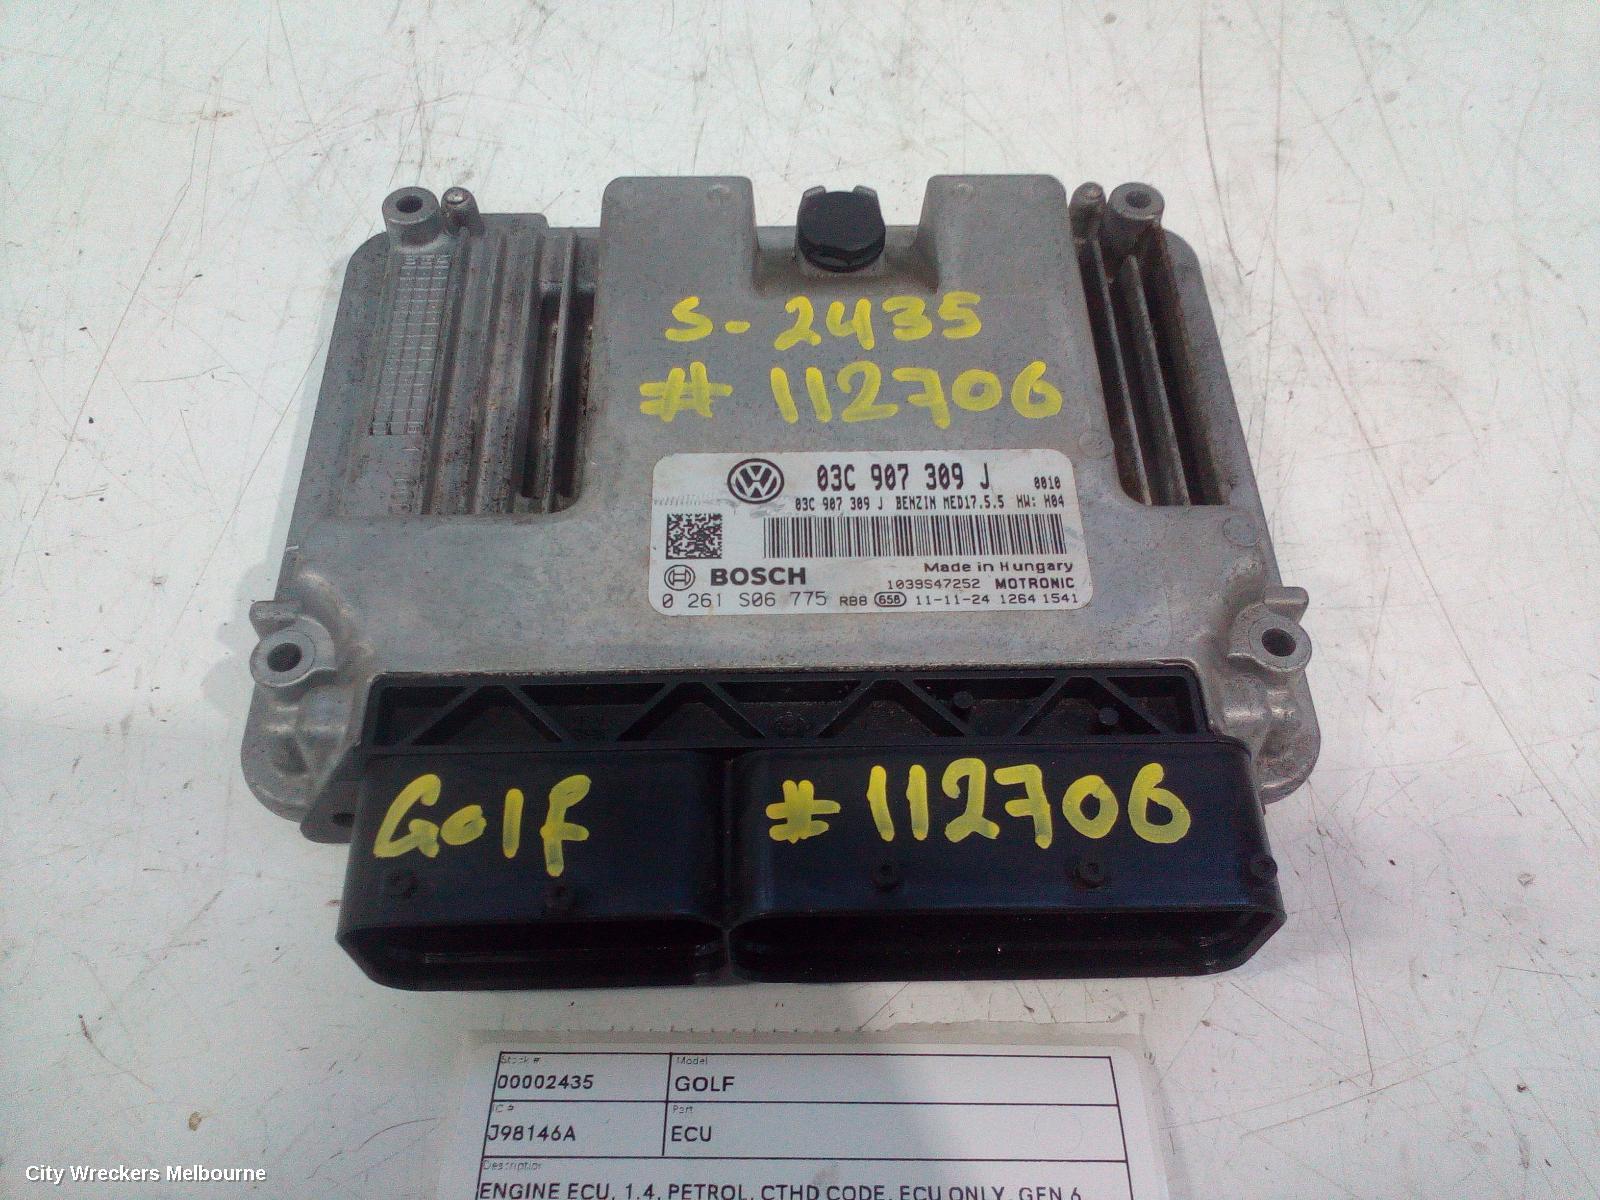 S-2435
# 112706
03C 907 309 J 0010
03C 907 309 J BENZIN MED17.5.5 HW: H04
Made in Hungary
BOSCH 1039S47252 MOTRONIC
0 261 S06 775 RB8 658 11-11-24 1264 1541
Golf # 112706
Stock # Model
00002435 GOLF
IC # Part
J98146A ECU
Description
ENGINE ECU, 1.4, PETROL, CTHD CODE, ECU ONLY, GEN 6
City Wreckers Melbourne